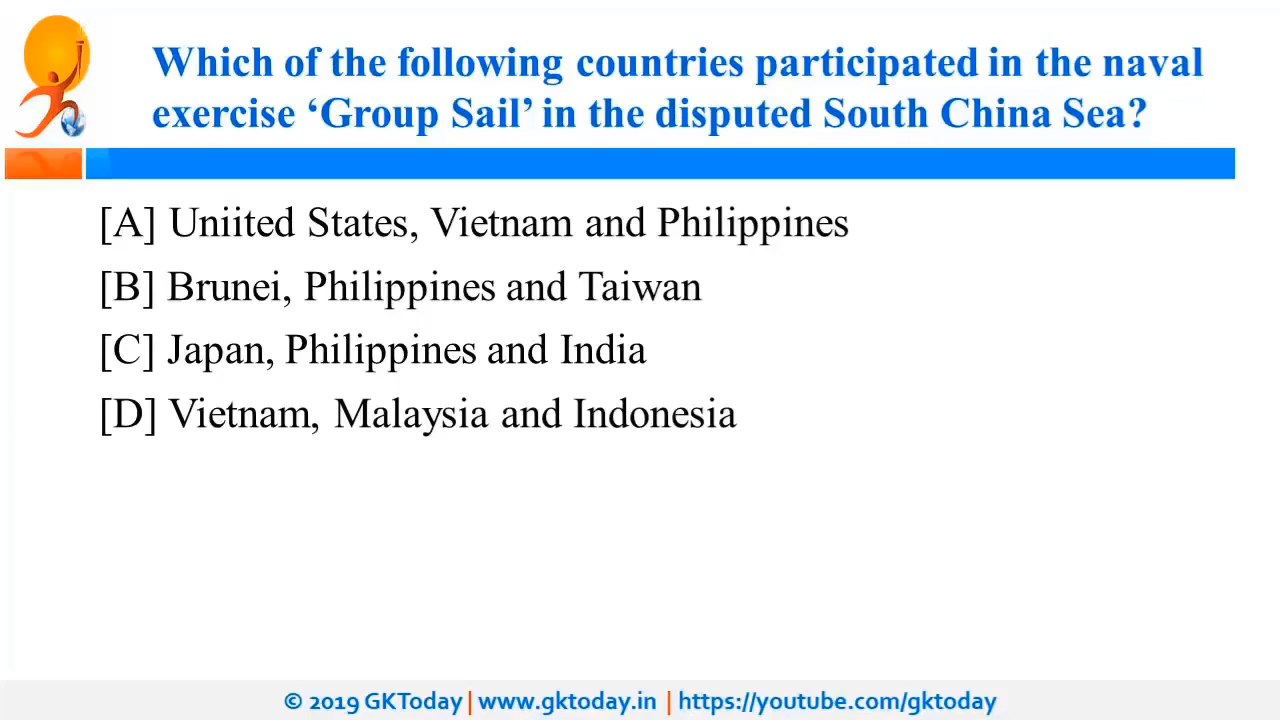 Which of the following countries participated in the naval
exercise ‘Group Sail’ in the disputed South China Sea?
[A] Uniited States, Vietnam and Philippines
[B] Brunei, Philippines and Taiwan
[C] Japan, Philippines and India
[D] Vietnam, Malaysia and Indonesia
© 2019 GKToday | www.gktoday.in | https://youtube.com/gktoday